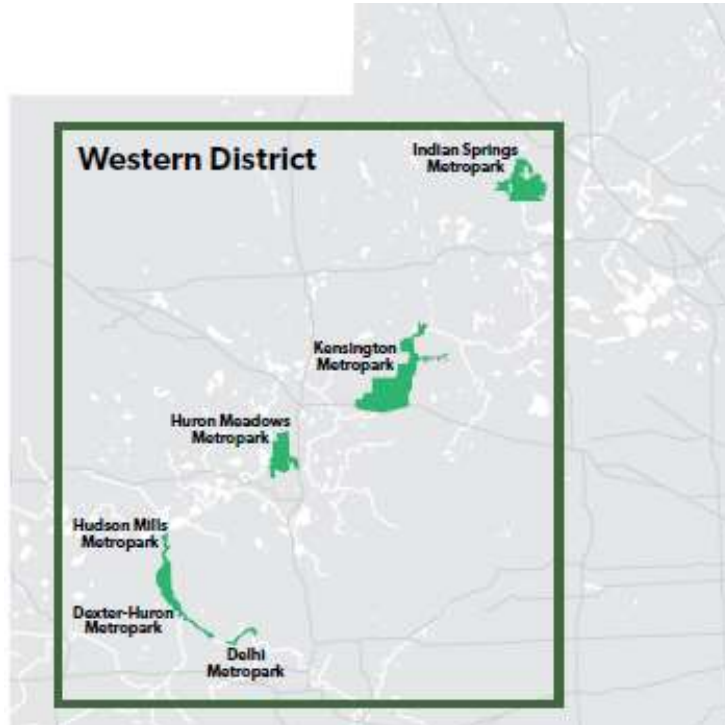 Western District
Indian Springs
Metropark
Kensington
Metropark
Huron Meadows
Metropark
Hudson Mills
Metropark
Dexter-Huron
Metropark
Delhi
Metropark